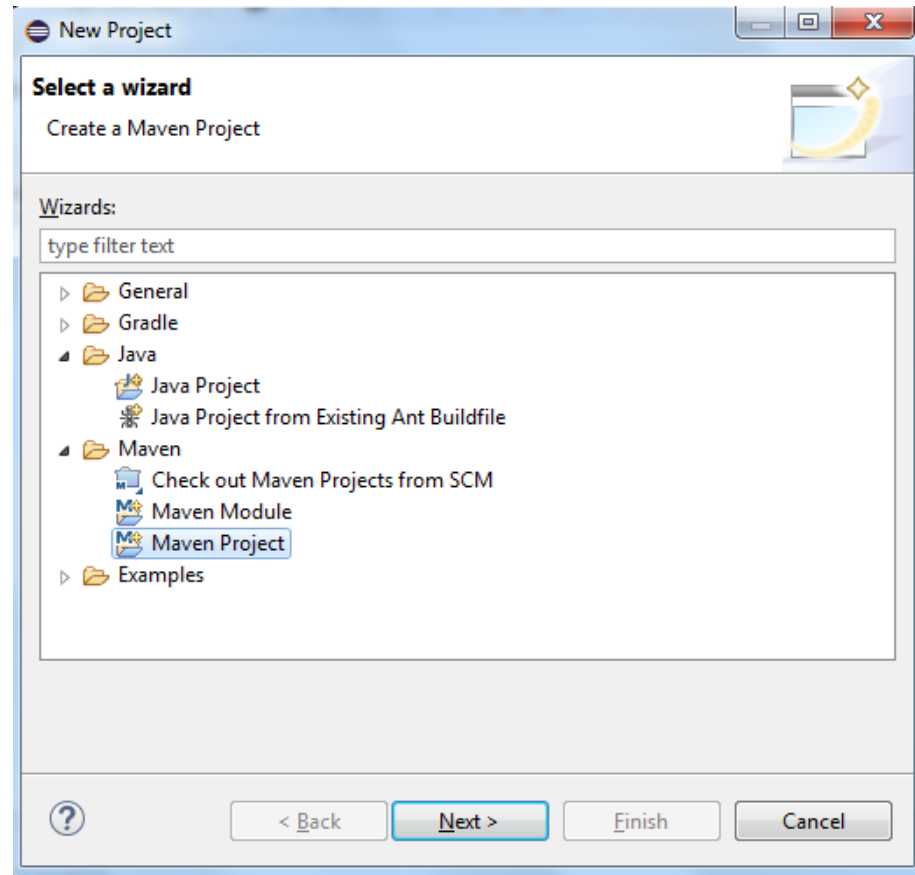 New Project
Select a wizard
Create a Maven Project
Wizards:
type filter text
General
Gradle
Java
Java Project
Java Project from Existing Ant Buildfile
Maven
Check out Maven Projects from SCM
Maven Module
Maven Project
Examples
< Back Next > Finish Cancel